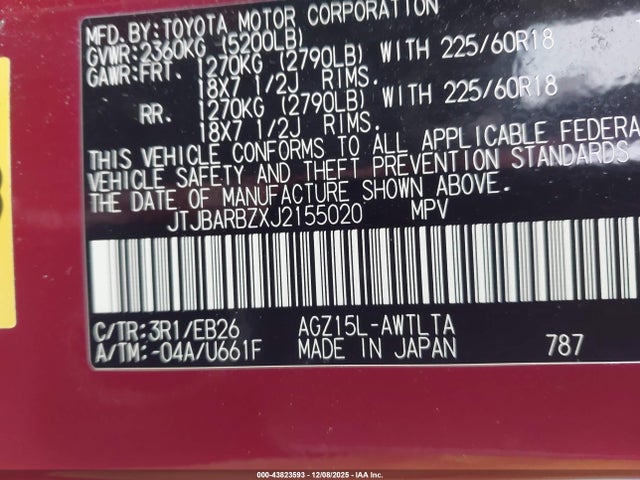 MFD.BY:TOYOTA MOTOR CORPORATION
GVWR:2360KG (5200LB)
GAWR:FRT. 1270KG (2790LB) WITH 225/60R18
18X7 1/2J RIMS.
RR. 1270KG (2790LB) WITH 225/60R18
18X7 1/2J RIMS.
THIS VEHICLE CONFORMS TO ALL APPLICABLE FEDERA
VEHICLE SAFETY AND THEFT PREVENTION STANDARDS
THE DATE OF MANUFACTURE SHOWN ABOVE.
JTJBARBZXJ2155020 MPV
C/TR:3R1/EB26 AGZ15L-AWTLTA
A/TM:-04A/U661F MADE IN JAPAN 787
000-43823593 - 12/08/2025 - IAA Inc.